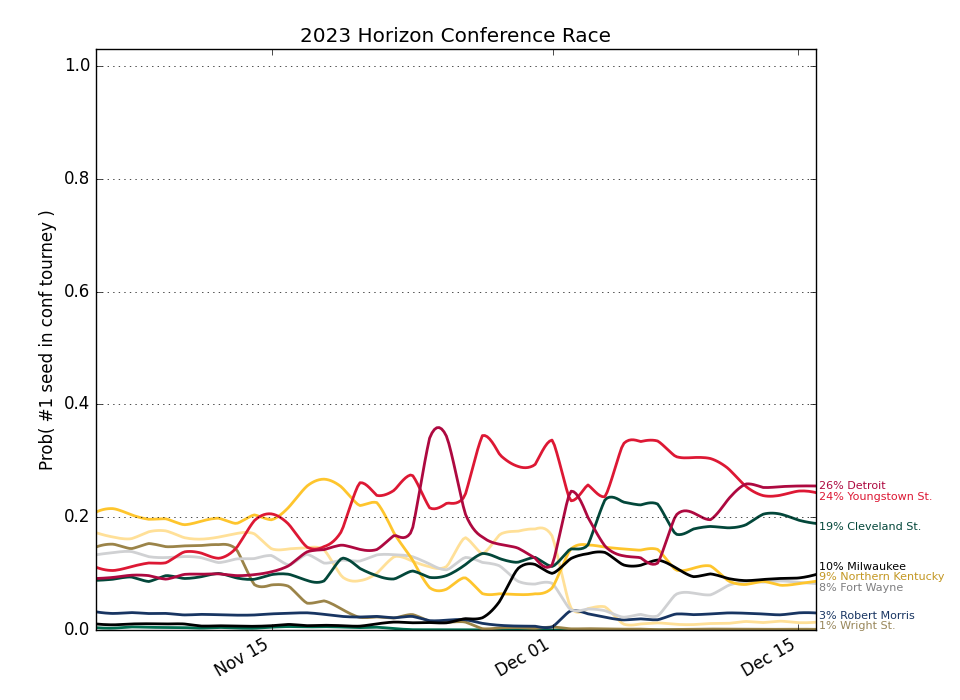 2023 Horizon Conference Race
Prob( #1 seed in conf tourney )
1.0
0.8
0.6
0.4
0.2
0.0
Nov 15
Dec 01
Dec 15
26% Detroit
24% Youngstown St.
19% Cleveland St.
10% Milwaukee
9% Northern Kentucky
8% Fort Wayne
3% Robert Morris
1% Wright St.